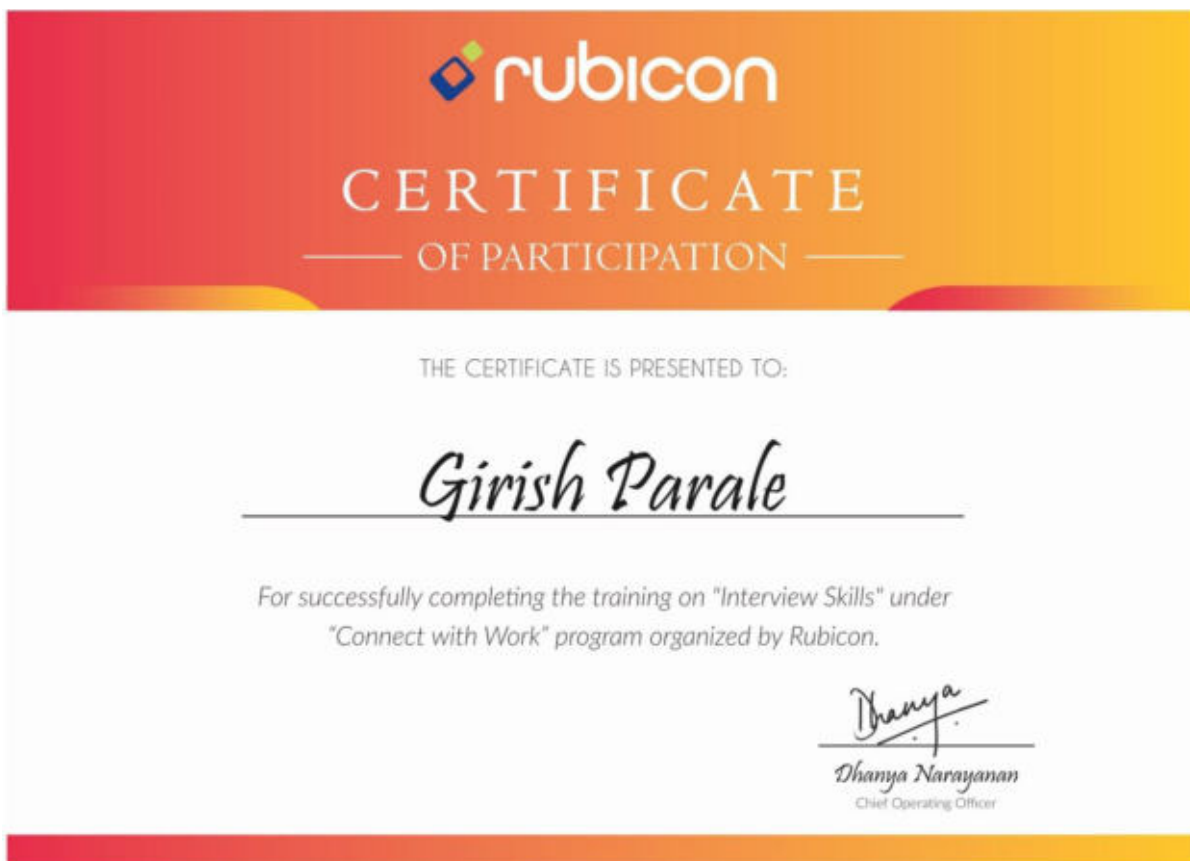 rubicon
CERTIFICATE
OF PARTICIPATION
THE CERTIFICATE IS PRESENTED TO:
Girish Parale
For successfully completing the training on "Interview Skills" under
"Connect with Work" program organized by Rubicon.
Dhanya
Dhanya Narayanan
Chief Operating Officer